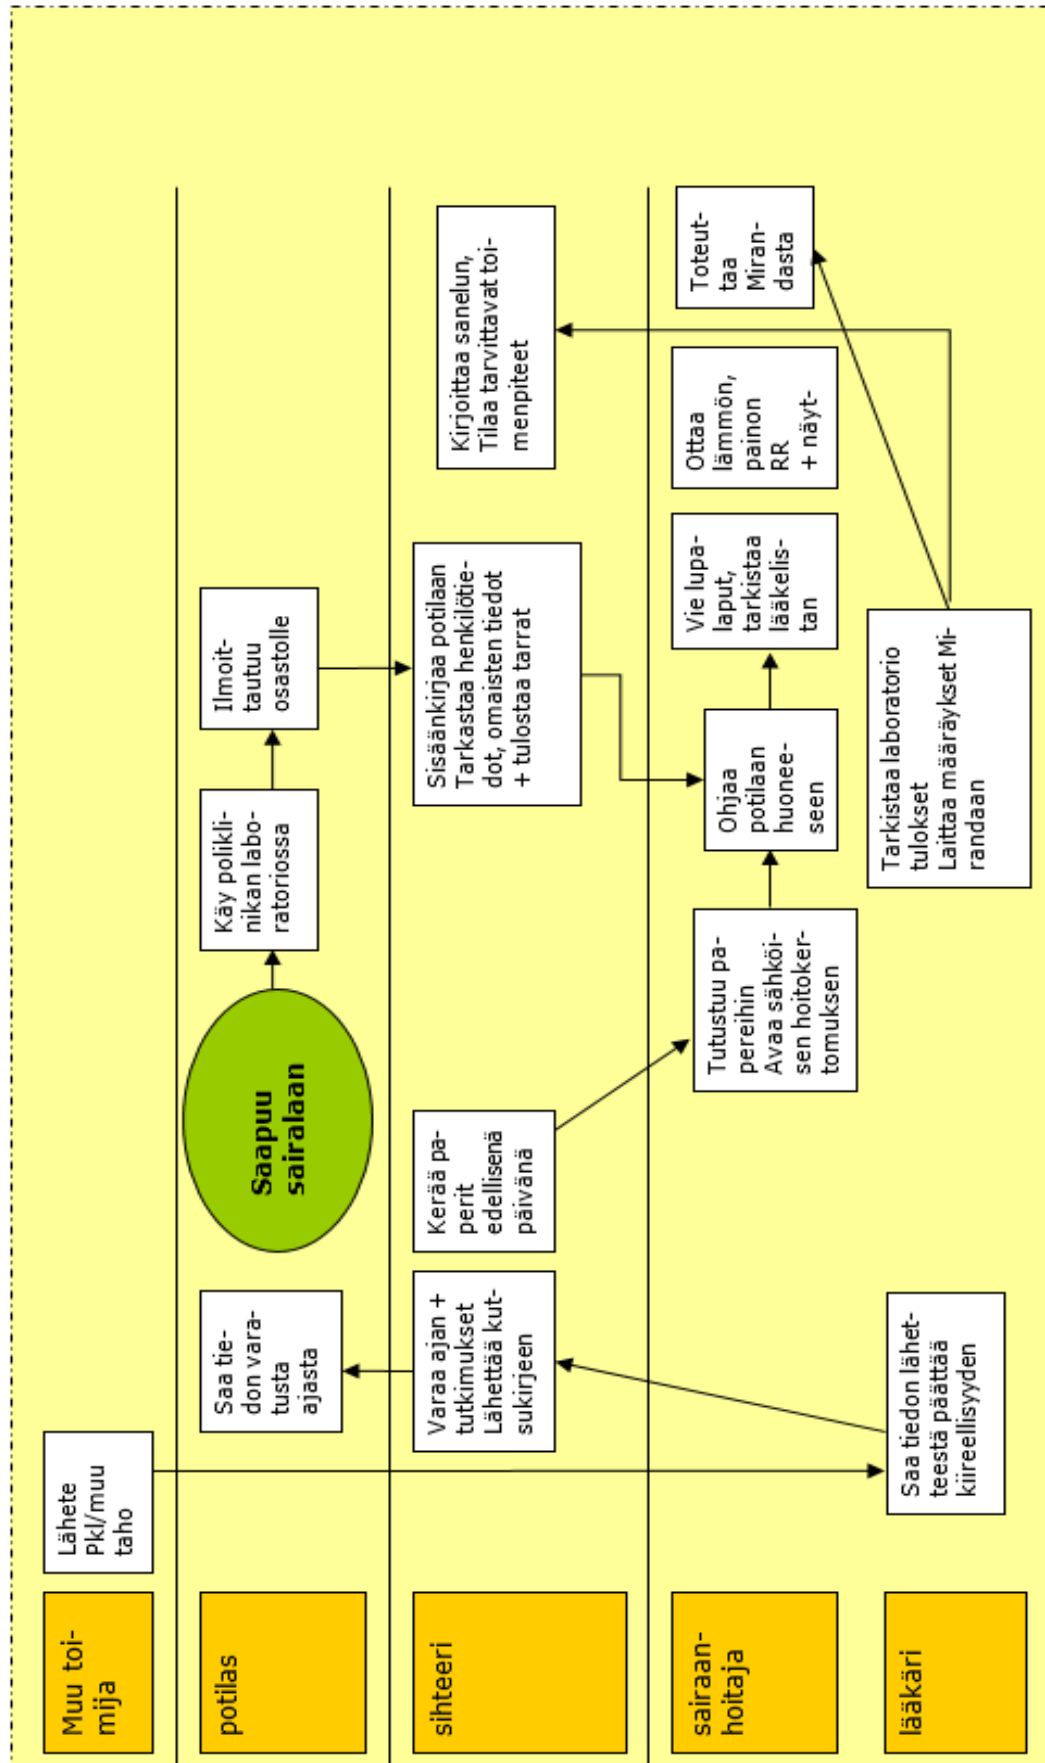 Muu toi-
mija
Lähete
Pkl/muu
taho
potilas
Saa tie-
don vara-
tusta
ajasta
Saapuu
sairalaan
Käy polikli-
nikan labo-
ratoriossa
Ilmoit-
tautuu
osastolle
sihteeri
Varaa ajan +
tutkimukset
Lähettää kut-
sukirjeen
Kerää pa-
perit
edellisenä
päivänä
Sisäänkirjaa potilaan
Tarkastaa henkilötie-
dot, omaisten tiedot
+ tulostaa tarrat
Kirjoittaa sanelun,
Tilaa tarvittavat toi-
menpiteet
sairaan-
hoitaja
Tutustuu pa-
pereihin
Avaa sähköi-
sen hoitoker-
tomuksen
Ohjaa
potilaan
huonee-
seen
Vie lupa-
laput,
tarkistaa
lääkelis-
tan
Ottaa
lämmön,
painon
RR
+ näyt-
Toteut-
taa
Miran-
dasta
lääkäri
Saa tiedon lähet-
teestä päättää
kiireellisyyden
Tarkistaa laboratorio
tulokset
Laittaa määräykset Mi-
randaan